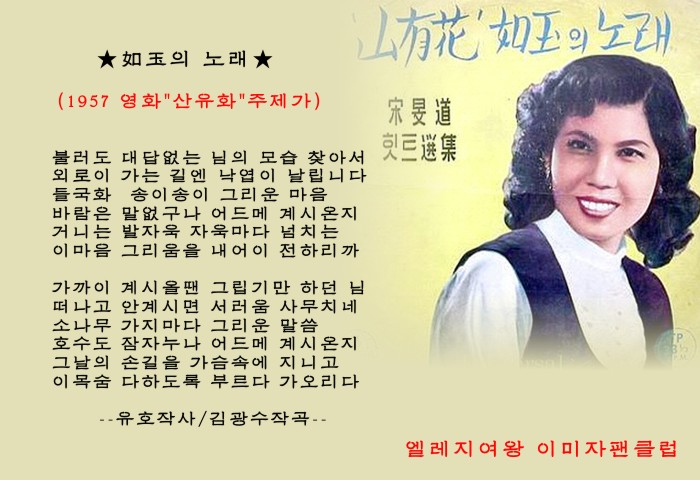 ★如玉의 노래★
(1957 영화"산유화"주제가)
불러도 대답없는 님의 모습 찾아서
외로이 가는 길엔 낙엽이 날립니다
들국화 송이송이 그리운 마음
바람은 말없구나 어드메 계시온지
거니는 발자욱 자욱마다 넘치는
이마음 그리움을 내어이 전하리까
가까이 계시올땐 그립기만 하던 님
떠나고 안계시면 서러움 사무치네
소나무 가지마다 그리운 말씀
호수도 잠자누나 어드메 계시온지
그날의 손길을 가슴속에 지니고
이목숨 다하도록 부르다 가오리다
--유호작사/김광수작곡--
'山有花' 如玉의 노래
宋旻道
힛트選集
엘레지여왕 이미자팬클럽